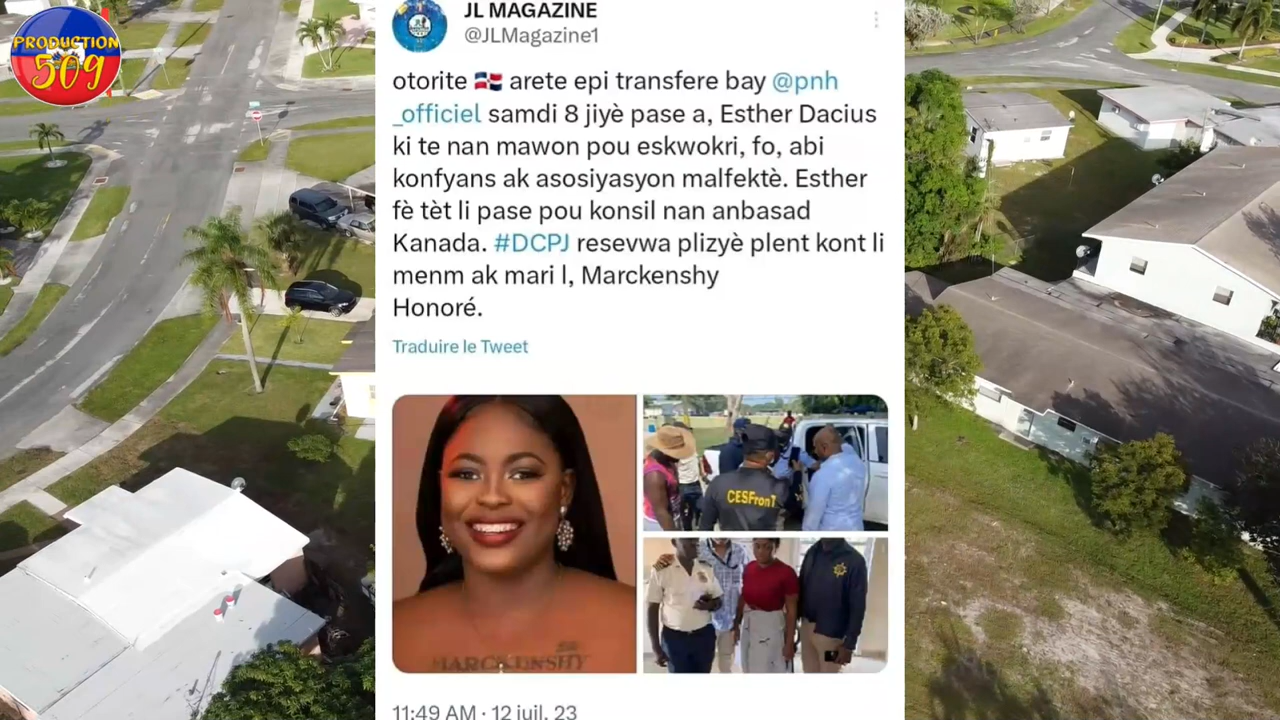 PRODUCTION
509
JL MAGAZINE
@JLMagazine1
otorite 🇩🇴 arete epi transfere bay @pnh
_officiel samdi 8 jiyè pase a, Esther Dacius
ki te nan mawon pou eskwokri, fo, abi
konfyans ak asosiyasyon malfektè. Esther
fè tèt li pase pou konsil nan anbasad
Kanada. #DCPJ resevwa plizyè plent kont li
menm ak mari l, Marckenshy
Honoré.
Traduire le Tweet
CESFronT
MARCKENSHY
11:49 AM · 12 juil. 23